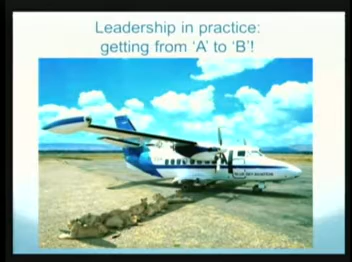 Leadership in practice:
getting from ‘A’ to ‘B’!